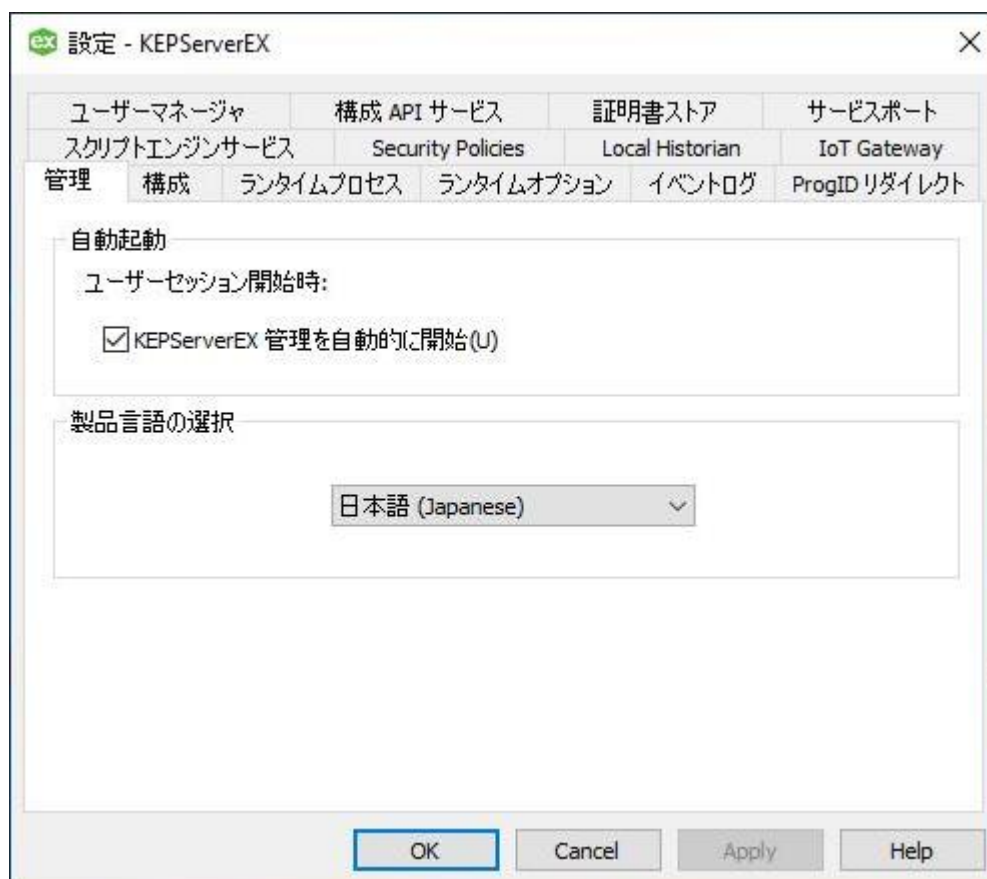 ex 設定 - KEPServerEX
ユーザーマネージャ 構成 API サービス 証明書ストア サービスポート
スクリプトエンジンサービス Security Policies Local Historian IoT Gateway
管理 構成 ランタイムプロセス ランタイムオプション イベントログ ProgID リダイレクト
自動起動
ユーザーセッション開始時:
KEPServerEX 管理を自動的に開始(U)
製品言語の選択
日本語 (Japanese)
OK Cancel Apply Help